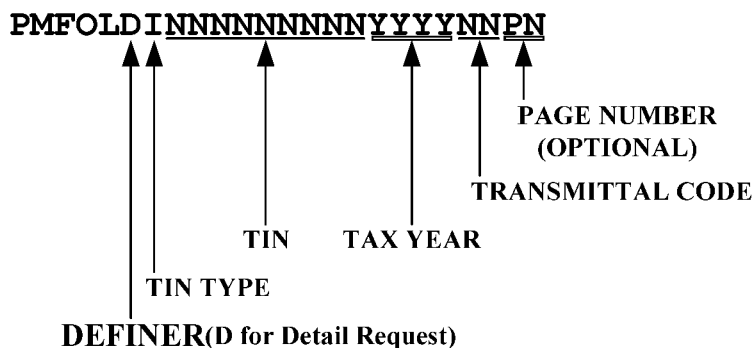 PMFOLDINNNNNNNNNYYYYNNPN
PAGE NUMBER
(OPTIONAL)
TRANSMITTAL CODE
TIN
TAX YEAR
TIN TYPE
DEFINER(D for Detail Request)